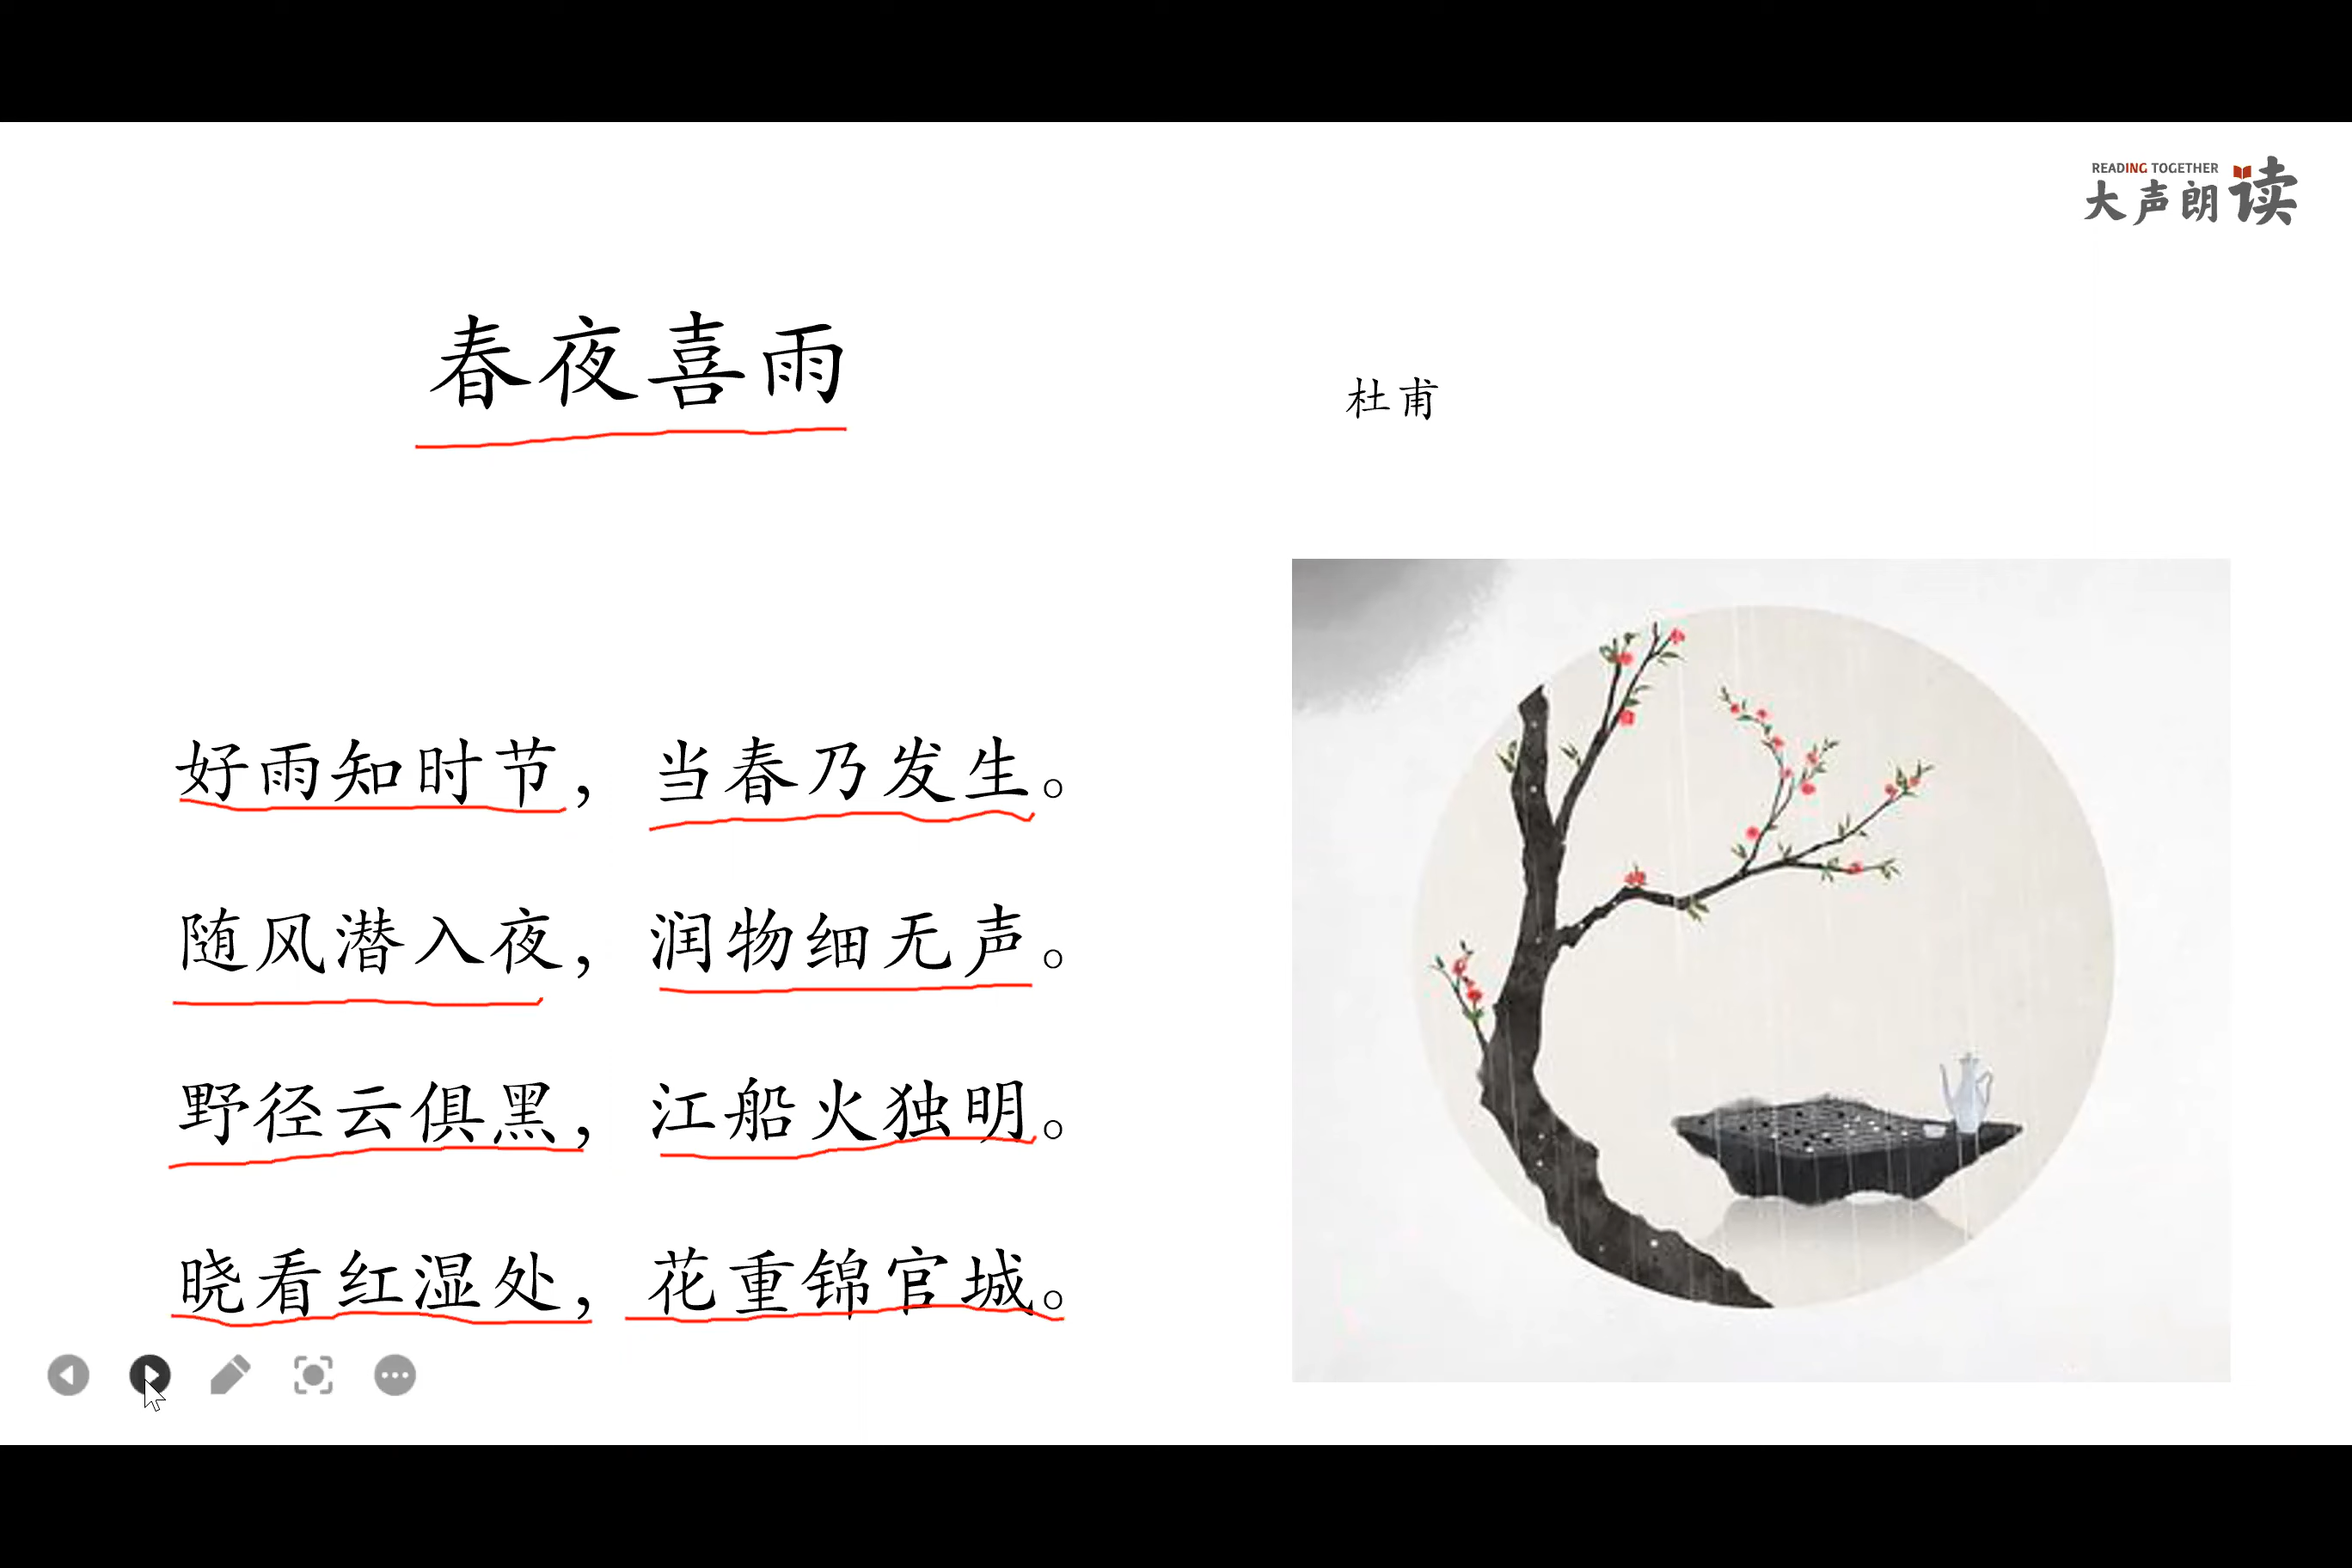 READING TOGETHER
大声朗读
春夜喜雨
杜甫
好雨知时节，当春乃发生。
随风潜入夜，润物细无声。
野径云俱黑，江船火独明。
晓看红湿处，花重锦官城。